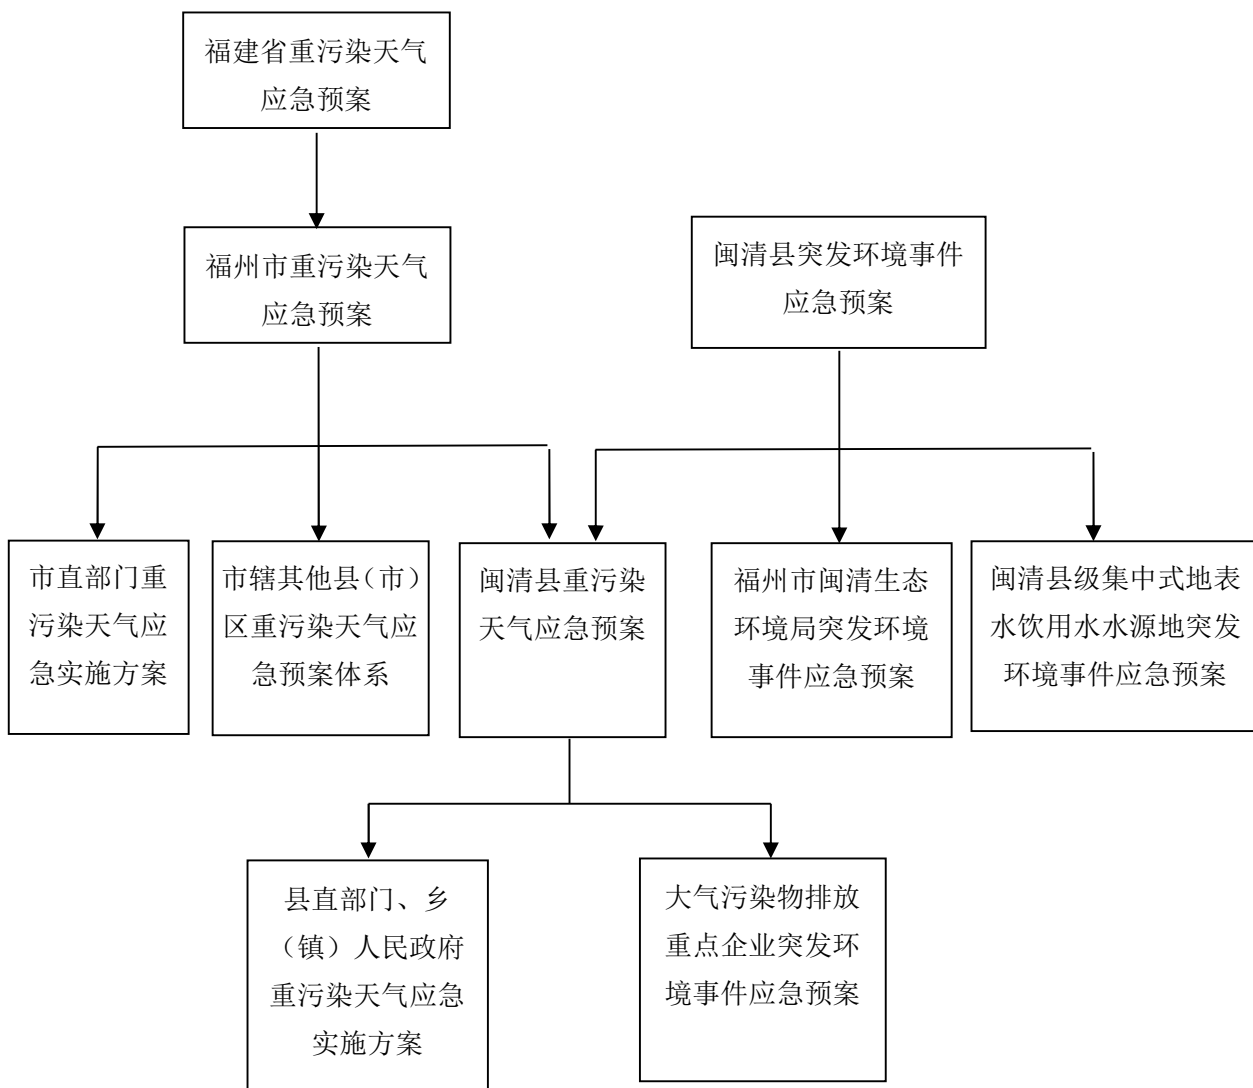 福建省重污染天气
应急预案
福州市重污染天气
应急预案
闽清县突发环境事件
应急预案
市直部门重
污染天气应
急实施方案
市辖其他县（市）
区重污染天气应
急预案体系
闽清县重污染
天气应急预案
福州市闽清生态
环境局突发环境
事件应急预案
闽清县级集中式地表
水饮用水水源地突发
环境事件应急预案
县直部门、乡
（镇）人民政府
重污染天气应急
实施方案
大气污染物排放
重点企业突发环
境事件应急预案